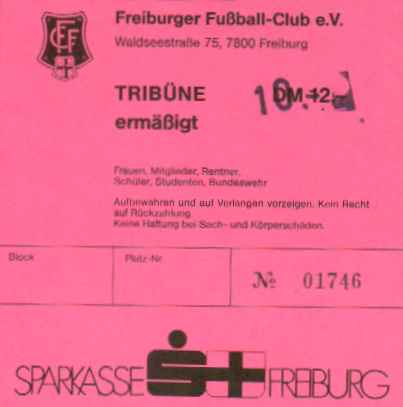 FFC
Freiburger Fußball-Club e.V.
Waldseestraße 75, 7800 Freiburg
TRIBÜNE
ermäßigt
10.-
DM 12.-
Frauen, Mitglieder, Rentner,
Schüler, Studenten, Bundeswehr
Aufbewahren und auf Verlangen vorzeigen. Kein Recht
auf Rückzahlung.
Keine Haftung bei Sach- und Körperschäden.
Block
Platz-Nr.
№ 01746
SPARKASSE FREIBURG